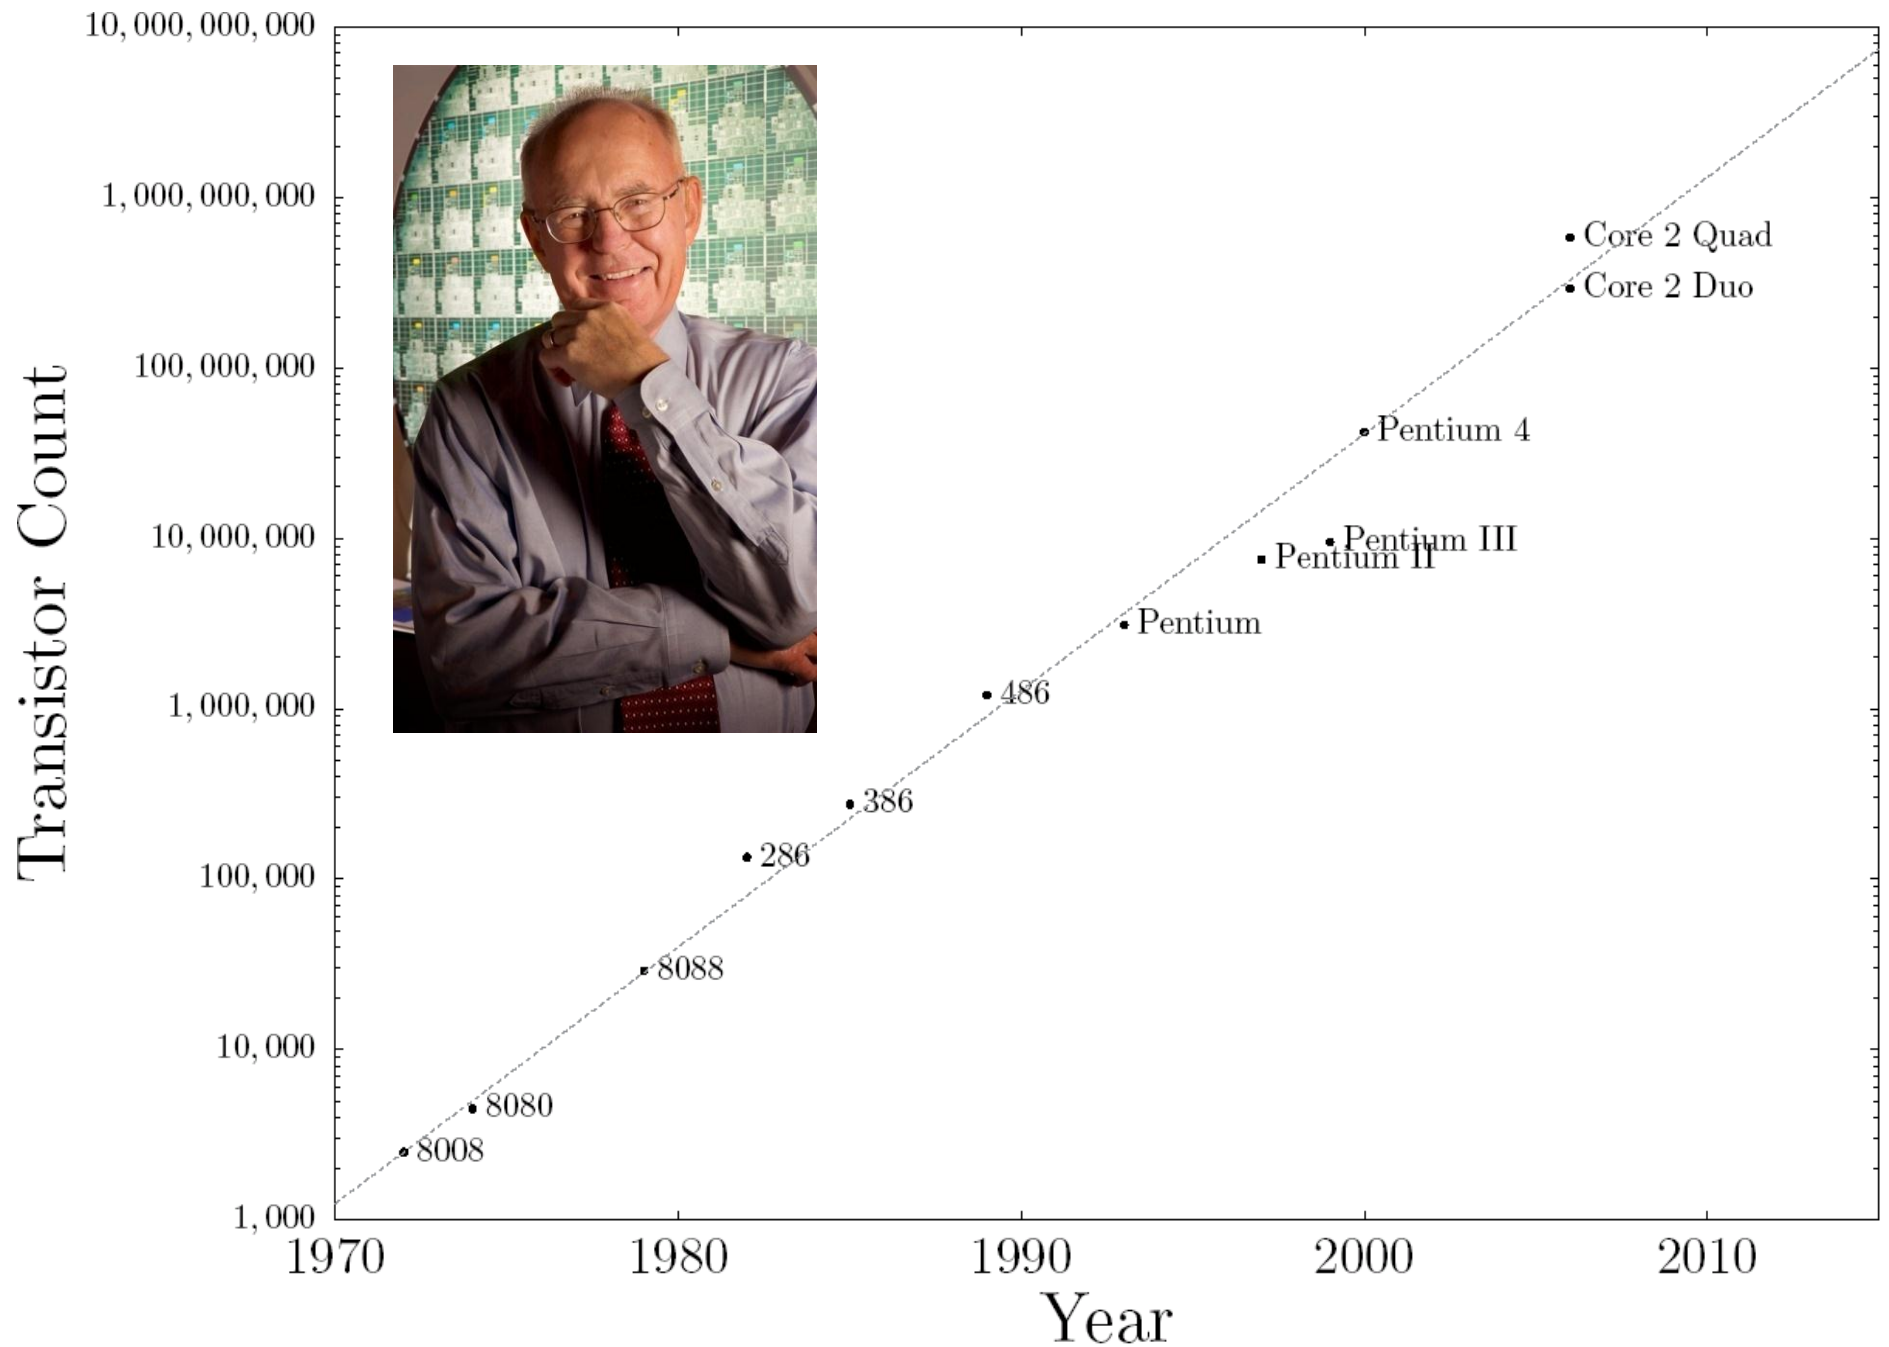 10,000,000,000
1,000,000,000
100,000,000
10,000,000
1,000,000
100,000
10,000
1,000
Transistor Count
Core 2 Quad
Core 2 Duo
Pentium 4
Pentium III
Pentium II
Pentium
486
386
286
8088
8080
8008
1970 1980 1990 2000 2010
Year